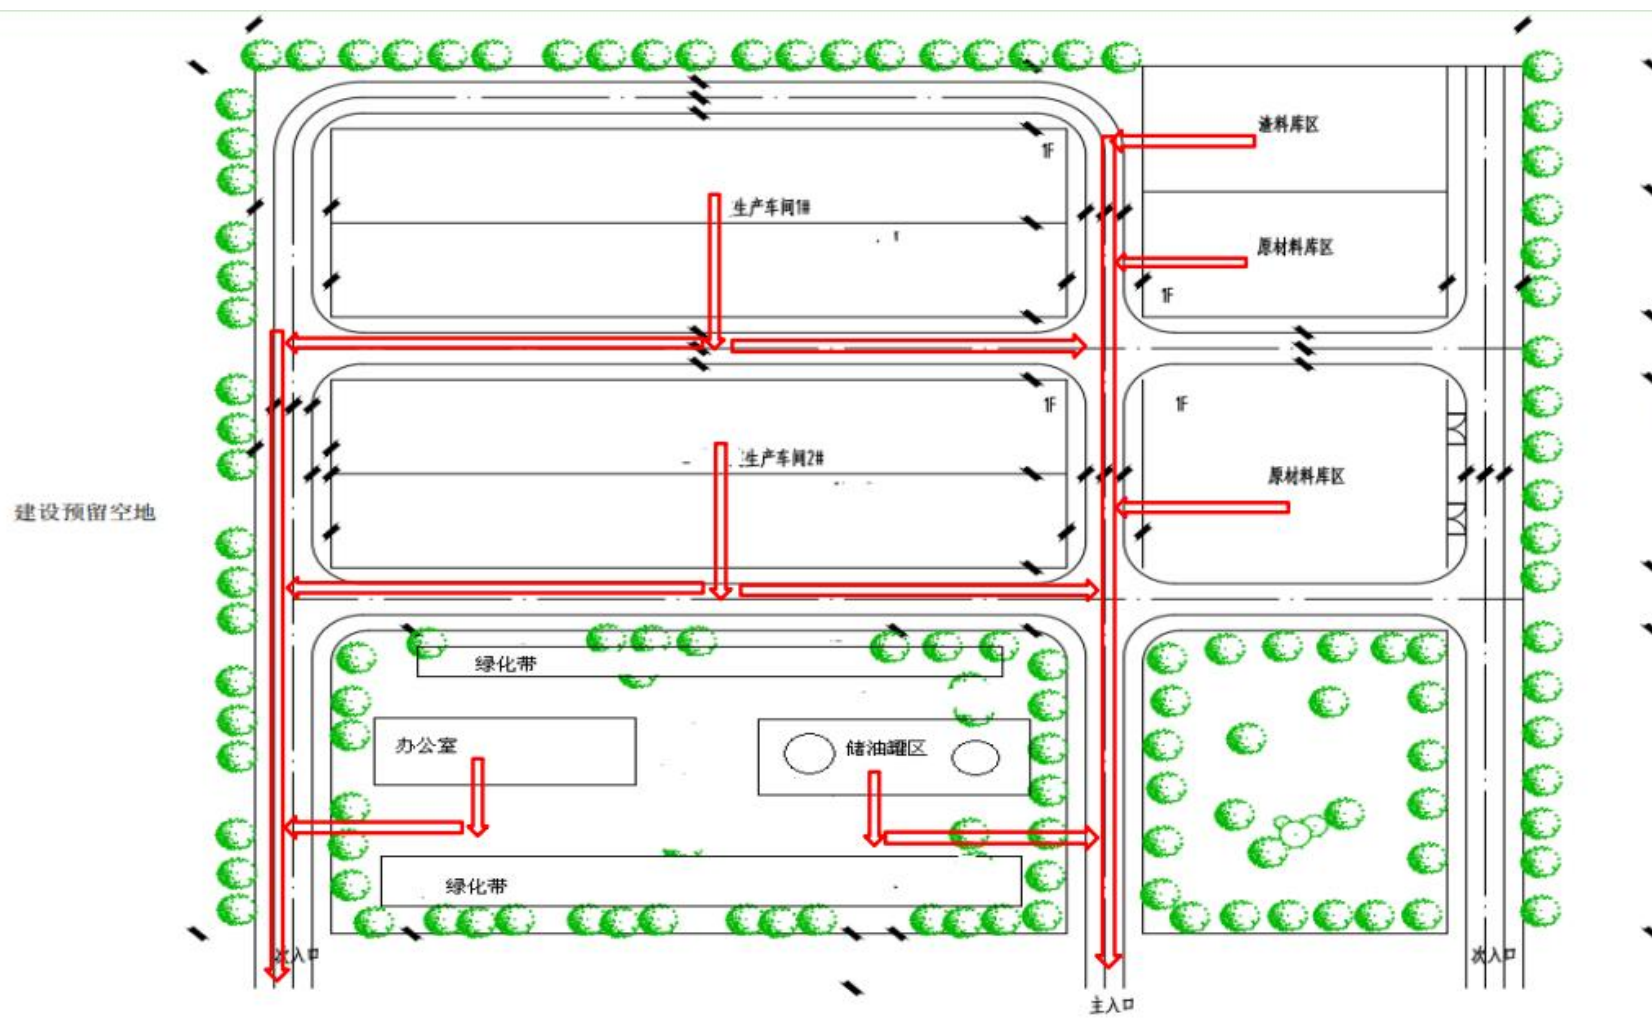 渣料库区
1F
生产车间1#
原材料库区
1F
1F
1F
生产车间2#
原材料库区
建设预留空地
绿化带
办公室
储油罐区
绿化带
次入口
次入口
主入口